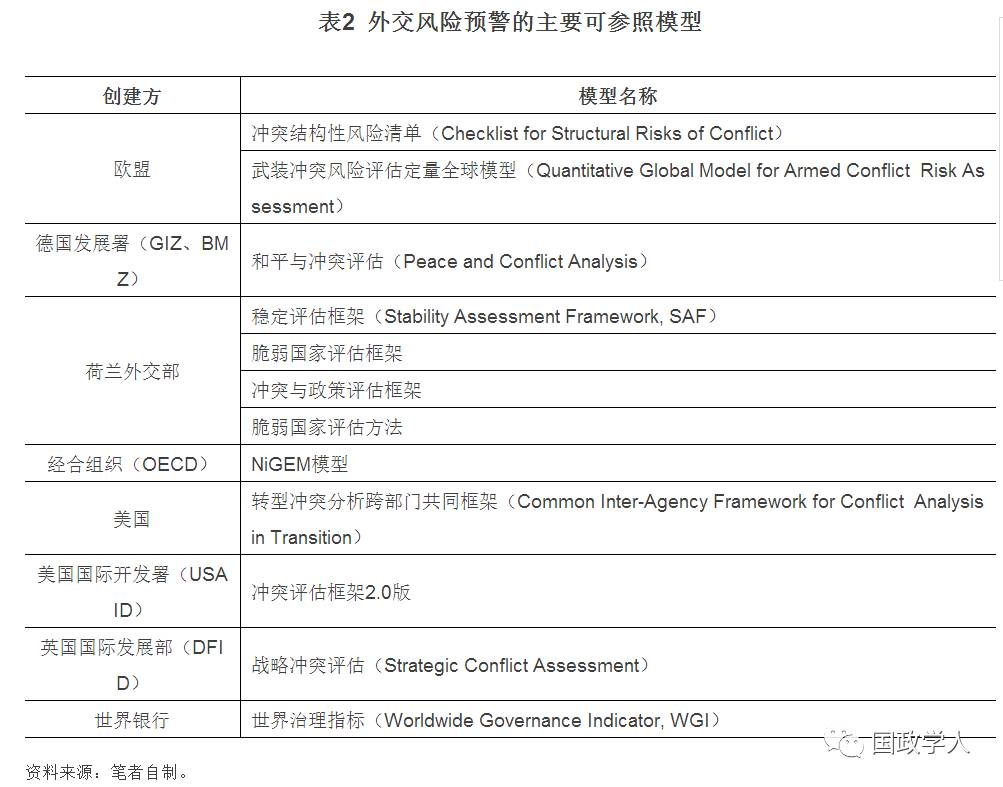 表2 外交风险预警的主要可参照模型
创建方 模型名称
欧盟
冲突结构性风险清单（Checklist for Structural Risks of Conflict）
武装冲突风险评估定量全球模型（Quantitative Global Model for Armed Conflict Risk As
sessment）
德国发展署（GIZ、BM
Z）
和平与冲突评估（Peace and Conflict Analysis）
荷兰外交部
稳定评估框架（Stability Assessment Framework, SAF）
脆弱国家评估框架
冲突与政策评估框架
脆弱国家评估方法
经合组织（OECD） NiGEM模型
美国
转型冲突分析跨部门共同框架（Common Inter-Agency Framework for Conflict Analysis
in Transition）
美国国际开发署（USA
ID）
冲突评估框架2.0版
英国国际发展部（DFI
D）
战略冲突评估（Strategic Conflict Assessment）
世界银行 世界治理指标（Worldwide Governance Indicator, WGI）
国政学人
资料来源：笔者自制。